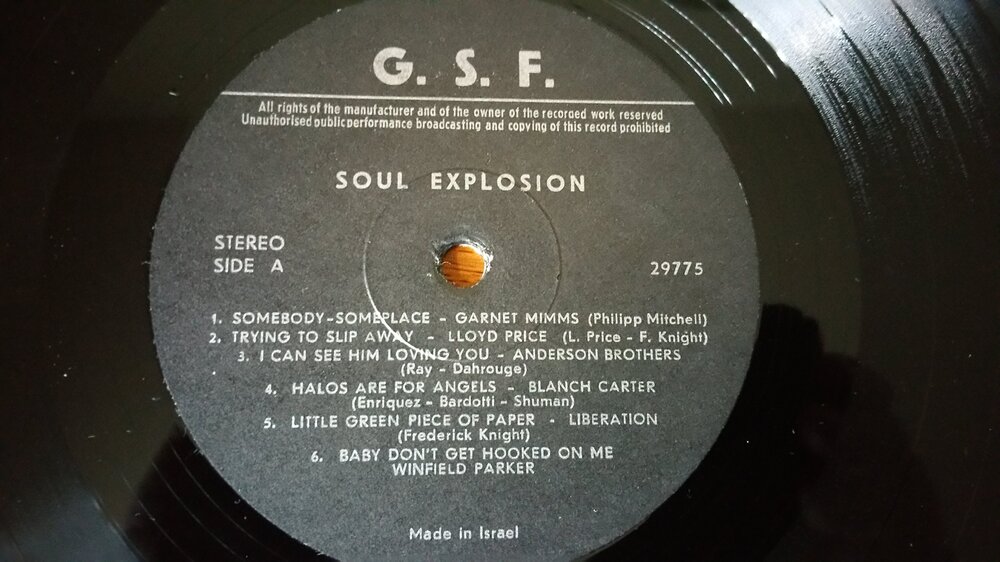 G. S. F.
All rights of the manufacturer and of the owner of the recorded work reserved
Unauthorised public performance broadcasting and copying of this record prohibited
SOUL EXPLOSION
STEREO
SIDE A
29775
1. SOMEBODY-SOMEPLACE - GARNET MIMMS (Philipp Mitchell)
2. TRYING TO SLIP AWAY - LLOYD PRICE (L. Price - F. Knight)
3. I CAN SEE HIM LOVING YOU - ANDERSON BROTHERS
(Ray - Dahrouge)
4. HALOS ARE FOR ANGELS - BLANCH CARTER
(Enriquez - Bardotti - Shuman)
5. LITTLE GREEN PIECE OF PAPER - LIBERATION
(Frederick Knight)
6. BABY DON'T GET HOOKED ON ME
WINFIELD PARKER
Made in Israel